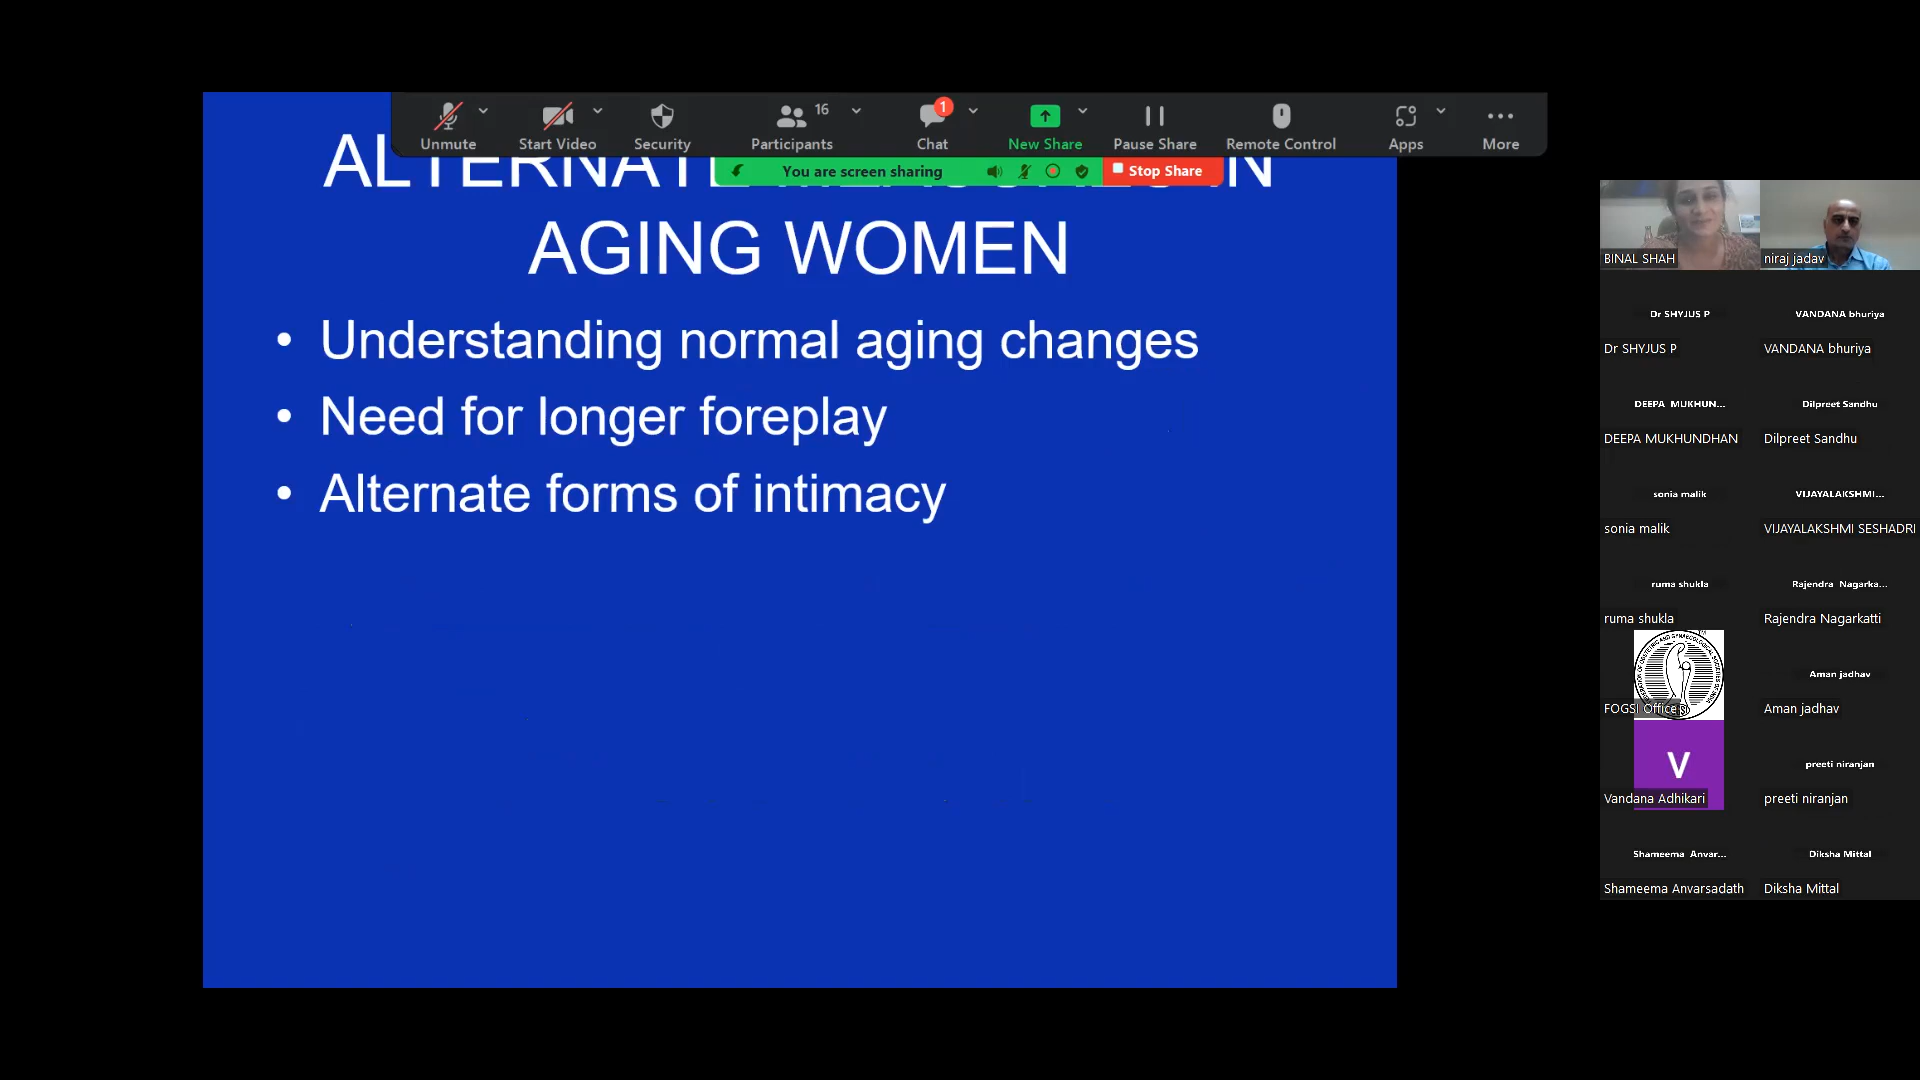 16
1
Unmute
Start Video
Security
Participants
Chat
New Share
Pause Share
Remote Control
Apps
More
You are screen sharing
Stop Share
AGING WOMEN
• Understanding normal aging changes
• Need for longer foreplay
• Alternate forms of intimacy
BINAL SHAH
niraj jadav
Dr SHYJUS P
VANDANA bhuriya
Dr SHYJUS P
VANDANA bhuriya
DEEPA MUKHUN...
Dilpreet Sandhu
DEEPA MUKHUNDHAN
Dilpreet Sandhu
sonia malik
VIJAYALAKSHMI...
sonia malik
VIJAYALAKSHMI SESHADRI
ruma shukla
Rajendra Nagarka...
ruma shukla
Rajendra Nagarkatti
Aman jadhav
FOGSI Office
Aman jadhav
V
preeti niranjan
Vandana Adhikari
preeti niranjan
Shameema Anvar...
Diksha Mittal
Shameema Anvarsadath
Diksha Mittal